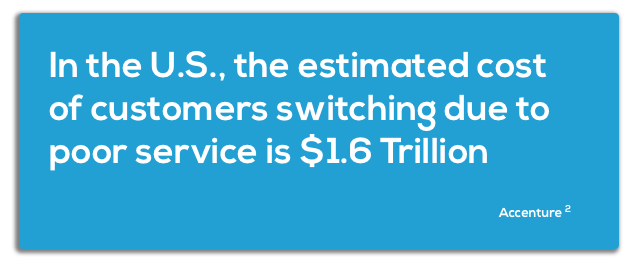 In the U.S., the estimated cost
of customers switching due to
poor service is $1.6 Trillion
Accenture 2